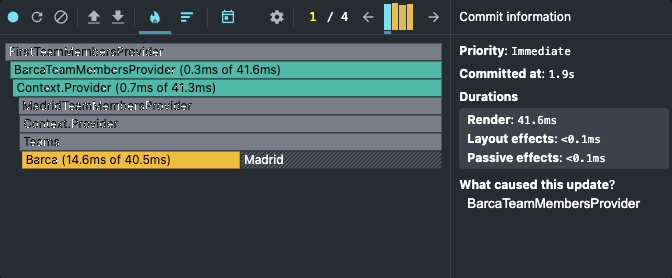 1 / 4
Commit information
FirstTeamMembersProvider
BarcaTeamMembersProvider (0.3ms of 41.6ms)
Context.Provider (0.7ms of 41.3ms)
MadridTeamMembersProvider
Context.Provider
Teams
Barca (14.6ms of 40.5ms)
Madrid
Priority: Immediate
Committed at: 1.9s
Durations
Render: 41.6ms
Layout effects: <0.1ms
Passive effects: <0.1ms
What caused this update?
BarcaTeamMembersProvider